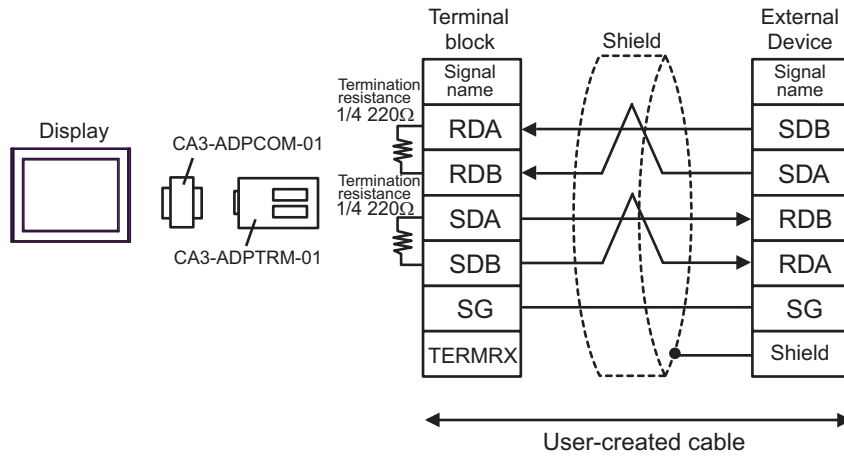 Terminal
block
Shield
External
Device
Signal
name
Signal
name
Termination
resistance
1/4 220Ω
RDA
SDB
Display
CA3-ADPCOM-01
RDB
SDA
Termination
resistance
1/4 220Ω
SDA
RDB
CA3-ADPTRM-01
SDB
RDA
SG
SG
TERMRX
Shield
User-created cable